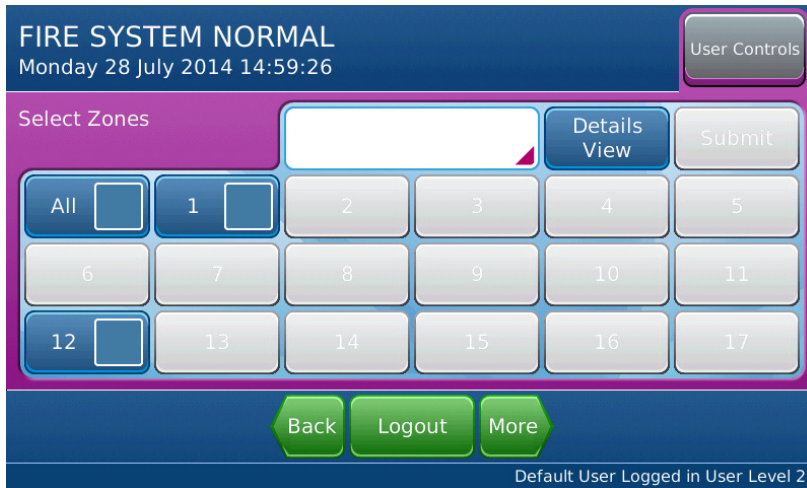 FIRE SYSTEM NORMAL
Monday 28 July 2014 14:59:26
User Controls
Select Zones
Details
View
Submit
All 1 2 3 4 5
6 7 8 9 10 11
12 13 14 15 16 17
Back Logout More
Default User Logged in User Level 2